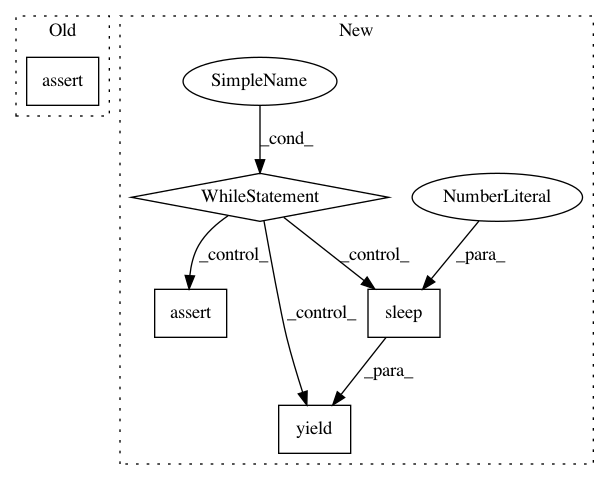 Old
New
assert
SimpleName
_cond_
WhileStatement
NumberLiteral
_control_
_control_
_para_
_control_
assert
sleep
_para_
yield